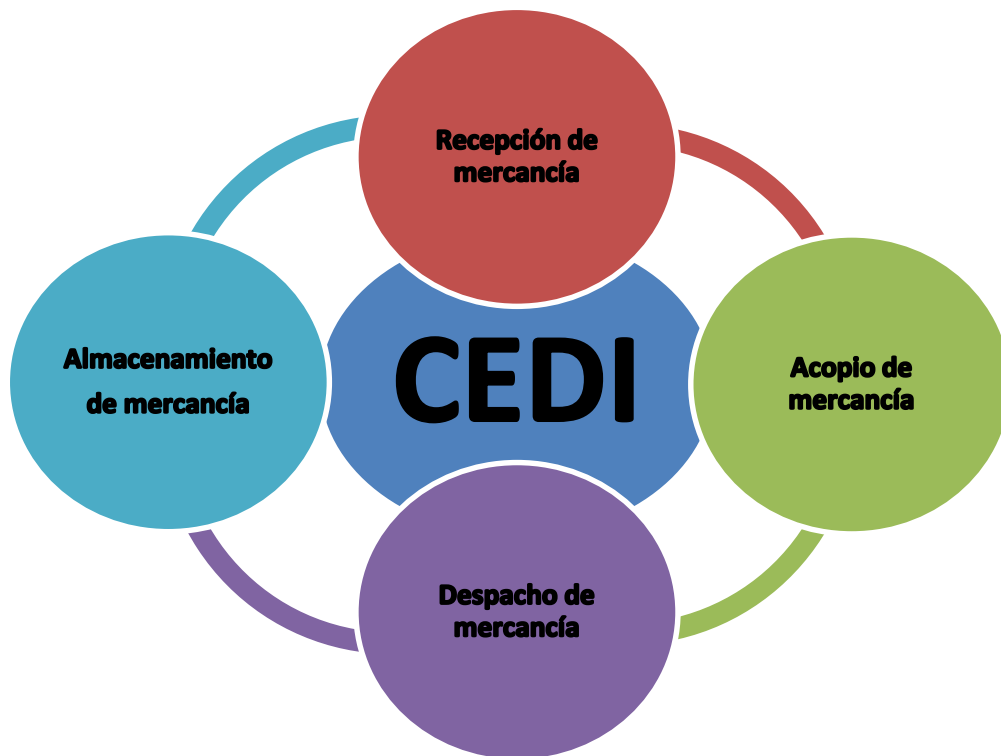 Recepción de
mercancía
Almacenamiento
de mercancía
CEDI
Acopio de
mercancía
Despacho de
mercancía